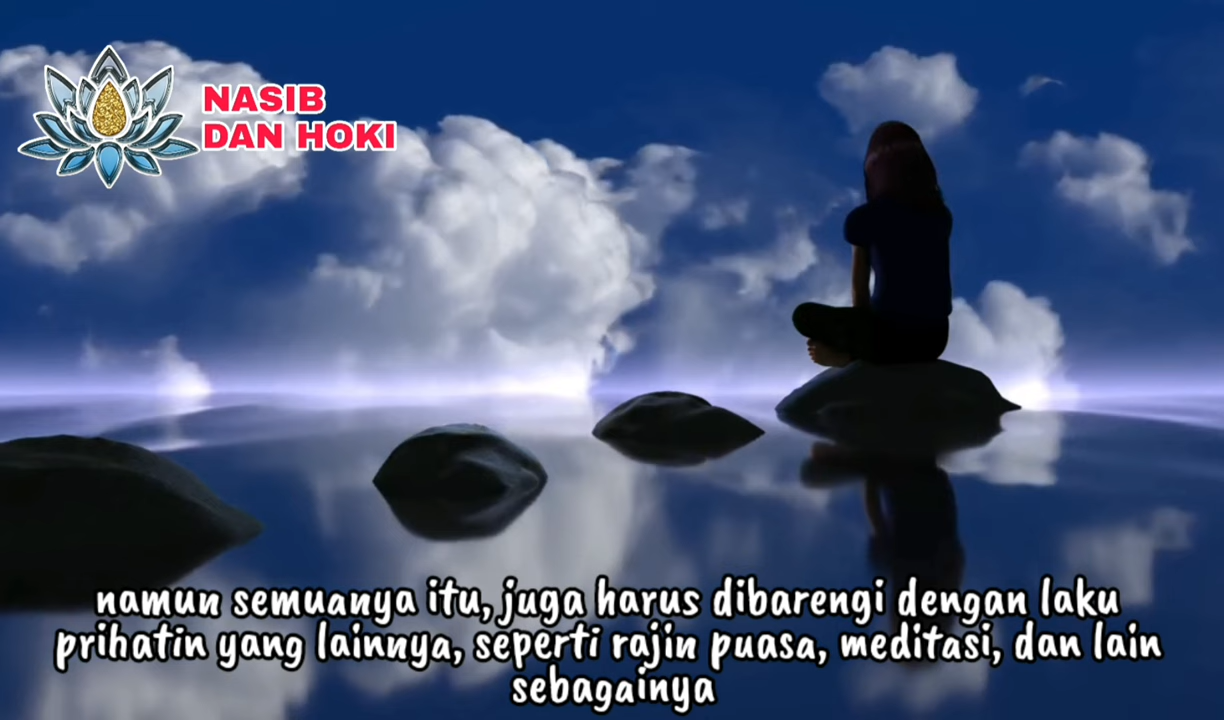 NASIB
DAN HOKI
namun semuanya itu, juga harus dibarengi dengan laku
prihatin yang lainnya, seperti rajin puasa, meditasi, dan lain
sebagainya